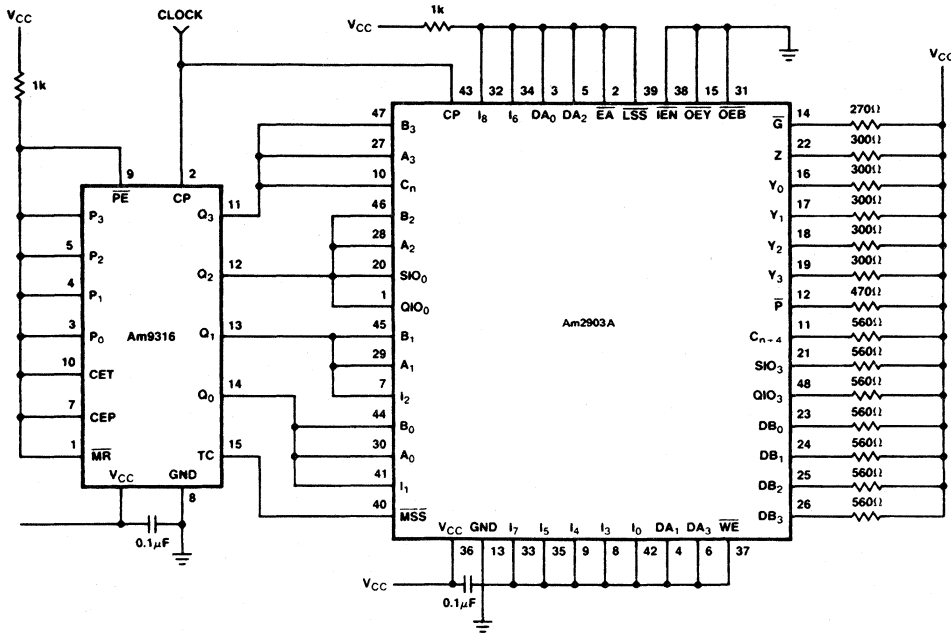 VCC
CLOCK
1k
VCC
1k
43 32 34 3 5 2 39 38 15 31
CP I8 I6 DA0 DA2 EA LSS IEN OEY OEB
VCC
9 2
PE CP
P3
5 P2
4 P1
3 P0
10 CET
7 CEP
1 MR
Am9316
Q3 11
Q2 12
Q1 13
Q0 14
TC 15
VCC GND
8
0.1μF
47 B3
27 A3
10 Cn
46 B2
28 A2
20 SIO0
1 QIO0
45 B1
29 A1
7 I2
44 B0
30 A0
41 I1
40 MSS
Am2903A
G 14 270Ω
Z 22 300Ω
Y0 16 300Ω
Y1 17 300Ω
Y2 18 300Ω
Y3 19 300Ω
P 12 470Ω
Cn+4 11 560Ω
SIO3 21 560Ω
QIO3 48 560Ω
DB0 23 560Ω
DB1 24 560Ω
DB2 25 560Ω
DB3 26 560Ω
VCC GND I7 I5 I4 I3 I0 DA1 DA3 WE
36 13 33 35 9 8 42 4 6 37
VCC
0.1μF